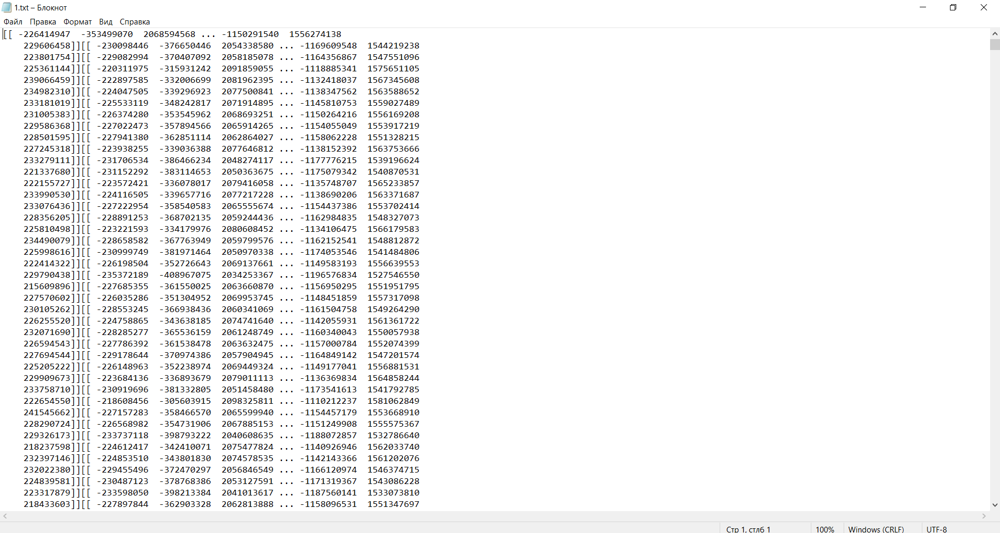 1.txt – Блокнот
Файл Правка Формат Вид Справка
[[ -226414947 -353499070 2068594568 ... -1150291540 1556274138
229606458]][[ -230098446 -376650446 2054338580 ... -1169609548 1544219238
223801754]][[ -229082994 -370407092 2058185078 ... -1164356867 1547551096
225361144]][[ -220311975 -315931242 2091859055 ... -1118885341 1575651105
239066459]][[ -222897585 -332006699 2081962395 ... -1132418037 1567345608
234982310]][[ -224047505 -339296923 2077500841 ... -1138347562 1563588652
233181019]][[ -225533119 -348242817 2071914895 ... -1145810753 1559027489
231005383]][[ -226374280 -353545962 2068693251 ... -1150264216 1556169208
229586368]][[ -227022473 -357894566 2065914265 ... -1154055049 1553917219
228501595]][[ -227941380 -362851114 2062864027 ... -1158062228 1551328215
227245318]][[ -223938255 -339036388 2077646812 ... -1138152392 1563753666
233279111]][[ -231706534 -386466234 2048274117 ... -1177776215 1539196624
221337680]][[ -231152292 -383114653 2050363675 ... -1175079342 1540870531
222155727]][[ -223572421 -336078017 2079416058 ... -1135748707 1565233857
233990530]][[ -224116505 -339657716 2077217228 ... -1138690206 1563371687
233076436]][[ -227222954 -358540583 2065555674 ... -1154437386 1553702414
228356205]][[ -228891253 -368702135 2059244436 ... -1162984835 1548327073
225810498]][[ -223221593 -334179976 2080608452 ... -1134106475 1566179583
234490079]][[ -228658582 -367763949 2059799576 ... -1162152541 1548812872
225998616]][[ -230999749 -381971464 2050970338 ... -1174053546 1541484806
222414322]][[ -226198504 -352726643 2069137661 ... -1149583193 1556639553
229790438]][[ -235372189 -408967075 2034253367 ... -1196576834 1527546550
215609896]][[ -227685355 -361550025 2063660870 ... -1156950295 1551951795
227570602]][[ -226035286 -351304952 2069953745 ... -1148451859 1557317098
230105262]][[ -228553245 -366938436 2060341069 ... -1161504758 1549264290
226255520]][[ -224758865 -343638185 2074741640 ... -1142055931 1561361722
232071690]][[ -228285277 -365536159 2061248749 ... -1160340043 1550057938
226594543]][[ -227786392 -361538478 2063632475 ... -1157000784 1552074399
227694544]][[ -229178644 -370974386 2057904945 ... -1164849142 1547201574
225205222]][[ -226148963 -352238974 2069449324 ... -1149177041 1556881531
229909673]][[ -223684136 -336893679 2079011113 ... -1136369834 1564858244
233758710]][[ -230919696 -381332805 2051458480 ... -1173541613 1541792785
222654550]][[ -218608456 -305603915 2098325811 ... -1110212237 1581062849
241545662]][[ -227157283 -358466570 2065599940 ... -1154457179 1553668910
228290724]][[ -226568982 -354731906 2067885153 ... -1151249908 1555575367
229326173]][[ -233737118 -398793222 2040608635 ... -1188072857 1532786640
218237598]][[ -224612417 -342410071 2075477824 ... -1140926946 1562033740
232397146]][[ -224853510 -343801830 2074578535 ... -1142143366 1561202076
232022380]][[ -229455496 -372470297 2056846549 ... -1166120974 1546374715
224839581]][[ -230487123 -378768386 2053127591 ... -1171319367 1543086228
223317879]][[ -233598050 -398213384 2041013617 ... -1187560141 1533073810
218433603]][[ -227897844 -362903328 2062813888 ... -1158096531 1551347697
Стр 1, стлб 1 100% Windows (CRLF) UTF-8